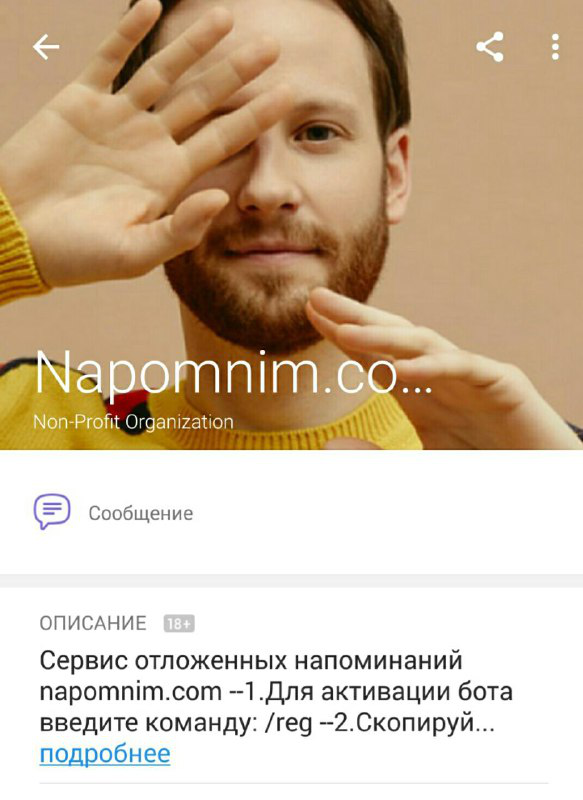 Napomnim.co...
Non-Profit Organization
Сообщение
ОПИСАНИЕ 18+
Сервис отложенных напоминаний
napomnim.com --1.Для активации бота
введите команду: /reg --2.Скопируй...
подробнее